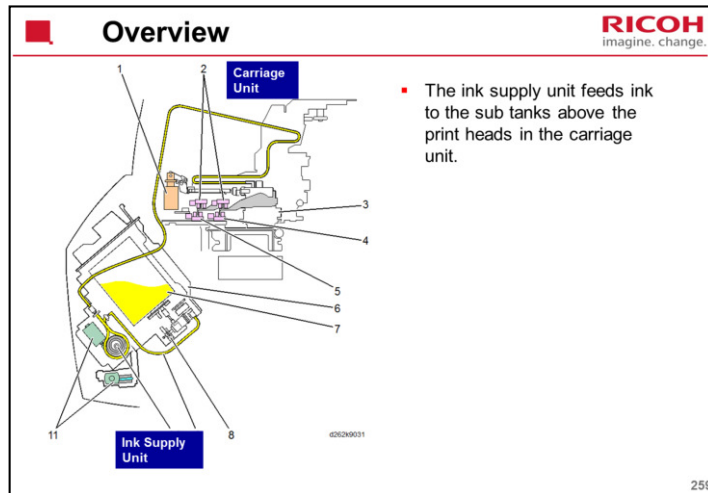 Overview
RICOH
imagine. change.
1
2
Carriage
Unit
▪ The ink supply unit feeds ink
to the sub tanks above the
print heads in the carriage
unit.
3
4
5
6
7
11
Ink Supply
Unit
8
d262k9031
259